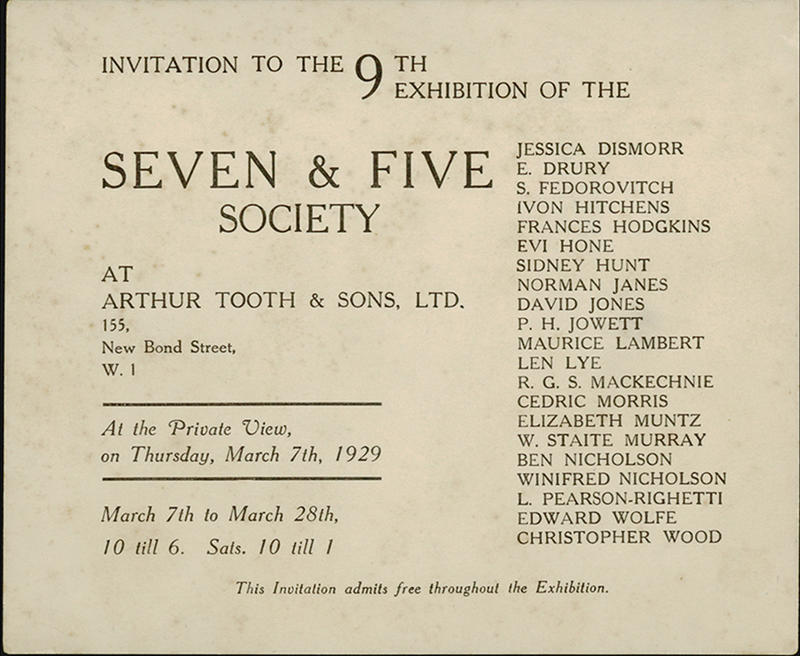 INVITATION TO THE 9TH
EXHIBITION OF THE
SEVEN & FIVE
SOCIETY
AT
ARTHUR TOOTH & SONS, LTD.
155,
New Bond Street,
W. 1
At the Private View,
on Thursday, March 7th, 1929
March 7th to March 28th,
10 till 6. Sats. 10 till 1
JESSICA DISMORR
E. DRURY
S. FEDOROVITCH
IVON HITCHENS
FRANCES HODGKINS
EVI HONE
SIDNEY HUNT
NORMAN JANES
DAVID JONES
P. H. JOWETT
MAURICE LAMBERT
LEN LYE
R. G. S. MACKECHNIE
CEDRIC MORRIS
ELIZABETH MUNTZ
W. STAITE MURRAY
BEN NICHOLSON
WINIFRED NICHOLSON
L. PEARSON-RIGHETTI
EDWARD WOLFE
CHRISTOPHER WOOD
This Invitation admits free throughout the Exhibition.